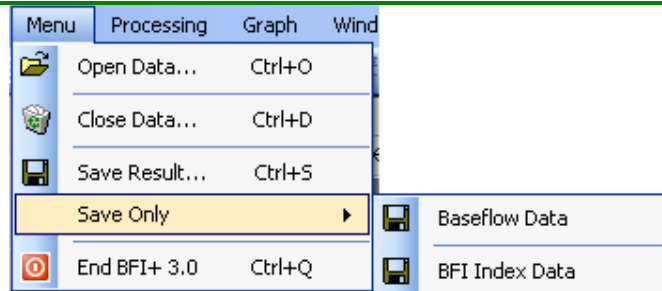 Menu Processing Graph Wind
Open Data... Ctrl+O
Close Data... Ctrl+D
Save Result... Ctrl+S
Save Only
Baseflow Data
End BFI+ 3.0 Ctrl+Q
BFI Index Data